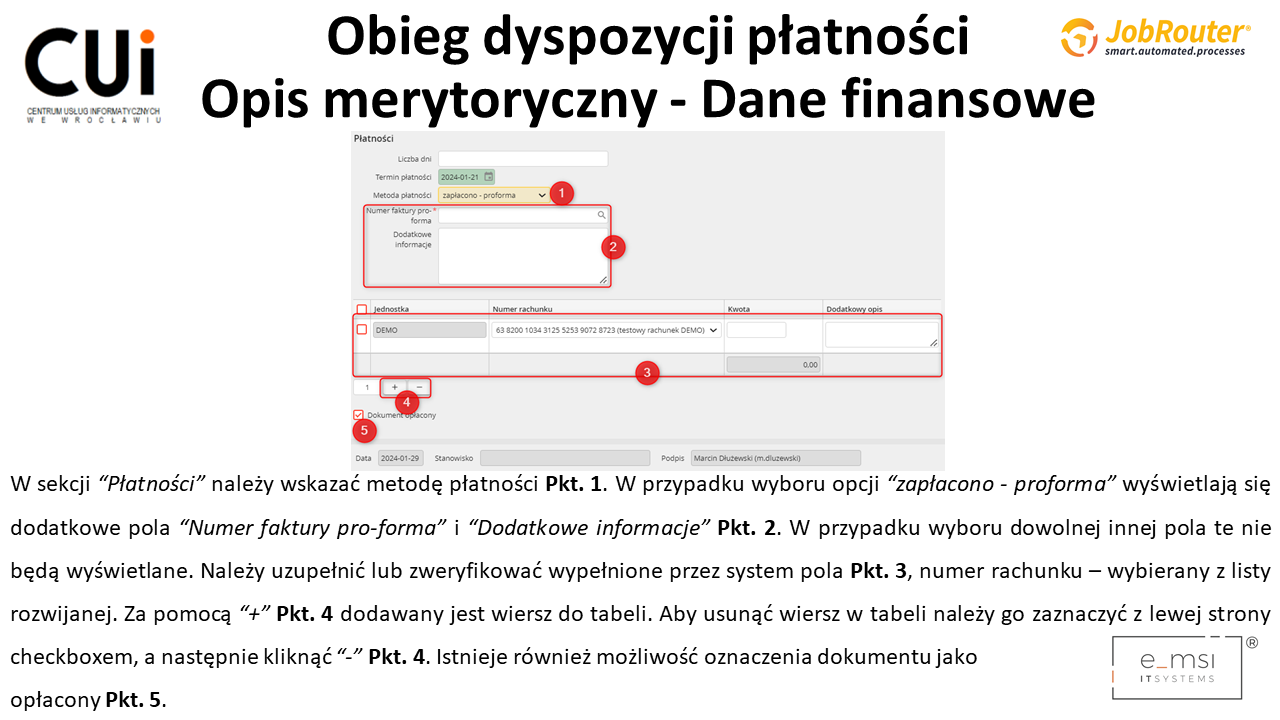 CUi
CENTRUM USŁUG INFORMATYCZNYCH
WE WROCŁAWIU
Obieg dyspozycji płatności
Opis merytoryczny - Dane finansowe
JobRouter®
smart.automated.processes
Płatności
Liczba dni
Termin płatności 2024-01-21
Metoda płatności zapłacono - proforma 1
Numer faktury pro-*
forma
Dodatkowe
informacje
2
Jednostka Numer rachunku Kwota Dodatkowy opis
DEMO 63 8200 1034 3125 5253 9072 8723 (testowy rachunek DEMO)
0,00
3
1 + −
4
Dokument opłacony
5
Data 2024-01-29 Stanowisko Podpis Marcin Dłużewski (m.dluzewski)
W sekcji “Płatności” należy wskazać metodę płatności Pkt. 1. W przypadku wyboru opcji “zapłacono - proforma” wyświetlają się
dodatkowe pola “Numer faktury pro-forma” i “Dodatkowe informacje” Pkt. 2. W przypadku wyboru dowolnej innej pola te nie
będą wyświetlane. Należy uzupełnić lub zweryfikować wypełnione przez system pola Pkt. 3, numer rachunku – wybierany z listy
rozwijanej. Za pomocą “+” Pkt. 4 dodawany jest wiersz do tabeli. Aby usunąć wiersz w tabeli należy go zaznaczyć z lewej strony
checkboxem, a następnie kliknąć “-” Pkt. 4. Istnieje również możliwość oznaczenia dokumentu jako
opłacony Pkt. 5.
e_msi ®
ITSYSTEMS